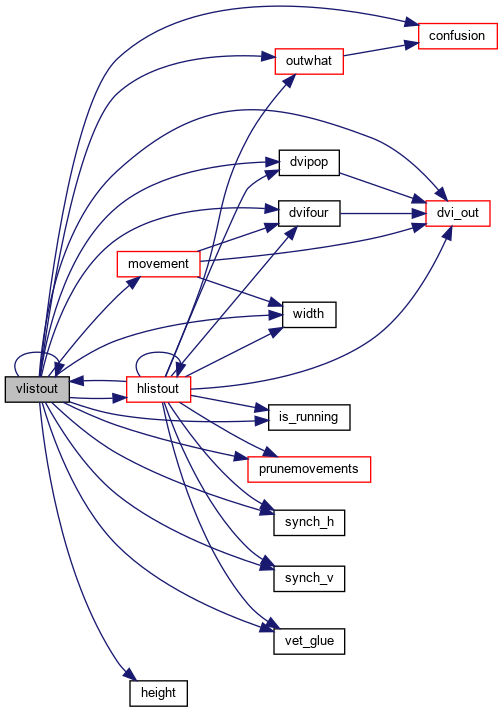 confusion
outwhat
dvipop
dvifour
dvi_out
movement
width
vlistout
hlistout
is_running
prunemovements
synch_h
synch_v
vet_glue
height